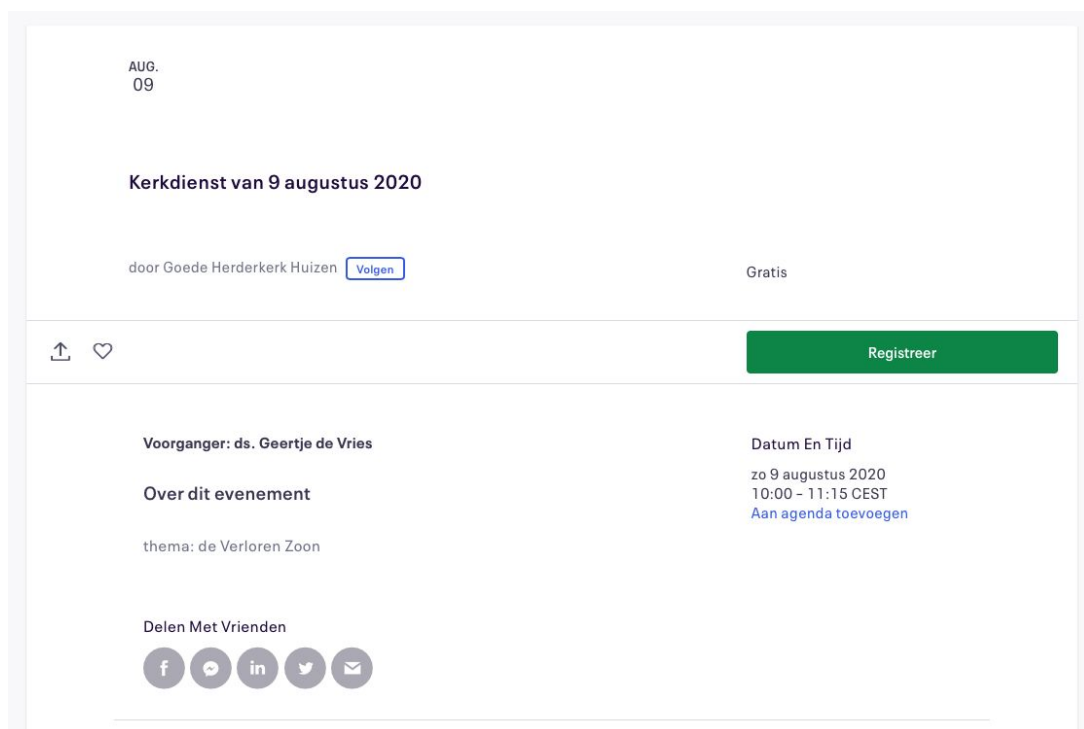 AUG.
09
Kerkdienst van 9 augustus 2020
door Goede Herderkerk Huizen Volgen
Gratis
Registreer
Voorganger: ds. Geertje de Vries
Over dit evenement
thema: de Verloren Zoon
Delen Met Vrienden
Datum En Tijd
zo 9 augustus 2020
10:00 – 11:15 CEST
Aan agenda toevoegen